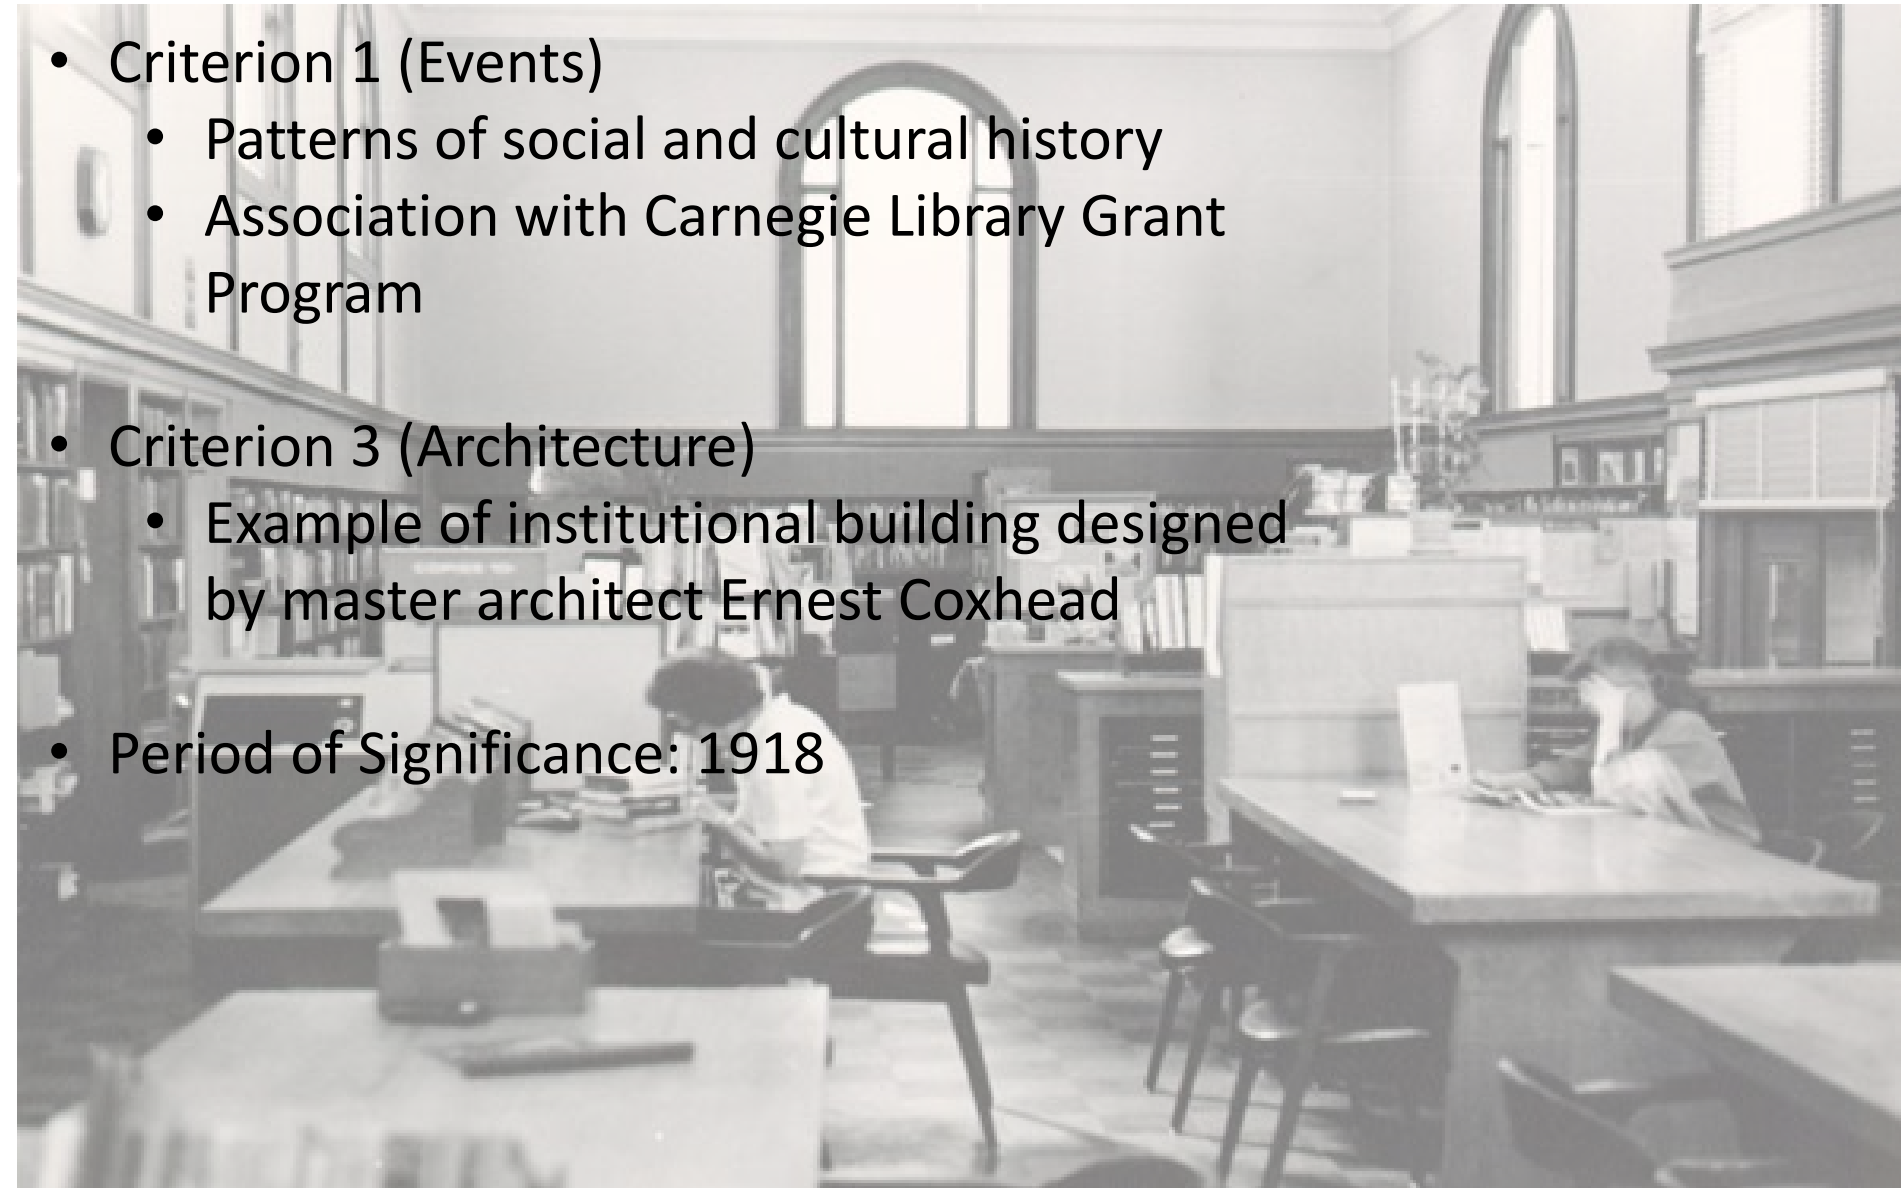 • Criterion 1 (Events)
• Patterns of social and cultural history
• Association with Carnegie Library Grant
Program
• Criterion 3 (Architecture)
• Example of institutional building designed
by master architect Ernest Coxhead
• Period of Significance: 1918